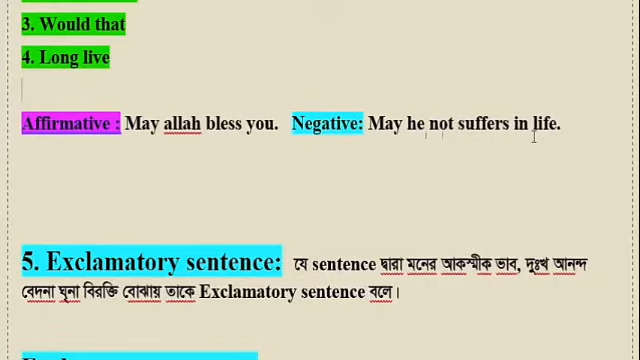 3. Would that
4. Long live
Affirmative : May allah bless you. Negative: May he not suffers in life.
5. Exclamatory sentence: যে sentence দ্বারা মনের আকস্মীক ভাব, দুঃখ আনন্দ
বেদনা ঘৃনা বিরক্তি বোঝায় তাকে Exclamatory sentence বলে।